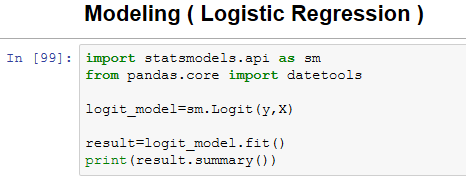 Modeling ( Logistic Regression )
In [99]: import statsmodels.api as sm
from pandas.core import datetools
logit_model=sm.Logit(y,X)
result=logit_model.fit()
print(result.summary())